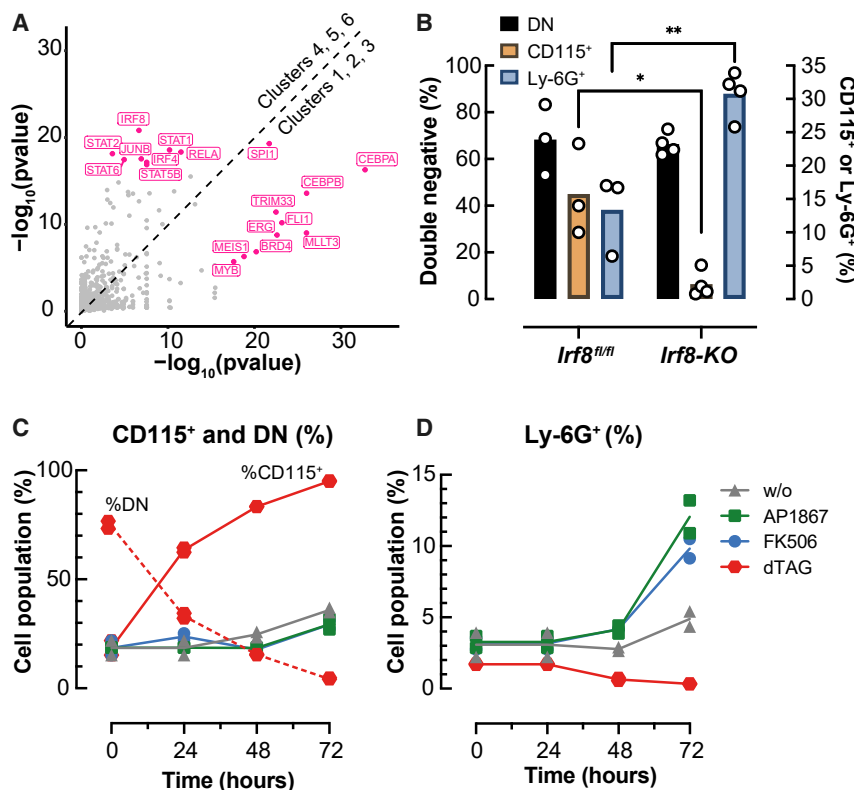 A
30
20
10
0
−log10(pvalue)
0
10
20
30
−log10(pvalue)
Clusters 4, 5, 6
Clusters 1, 2, 3
IRF8
STAT2
JUNB
STAT1
RELA
STAT6
IRF4
STAT5B
SPI1
CEBPA
CEBPB
TRIM33
FLI1
ERG
MLLT3
MEIS1
BRD4
MYB
B
DN
CD115+
Ly-6G+
**
*
100
80
60
40
20
0
Double negative (%)
35
30
25
20
15
10
5
0
CD115+ or Ly-6G+ (%)
Irf8fl/fl
Irf8-KO
C
CD115+ and DN (%)
%DN
%CD115+
100
50
0
Cell population (%)
0
24
48
72
Time (hours)
D
Ly-6G+ (%)
15
10
5
0
Cell population (%)
0
24
48
72
Time (hours)
w/o
AP1867
FK506
dTAG